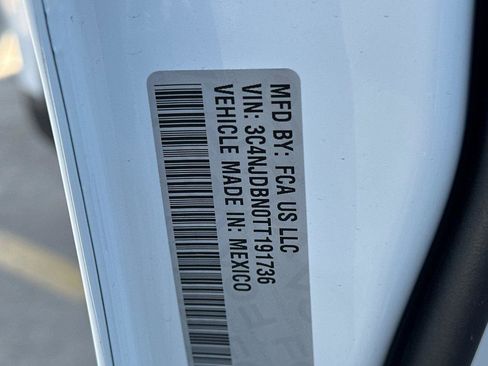 MFD BY: FCA US LLC
VIN: 3C4NJDBN0TT191736
VEHICLE MADE IN: MEXICO